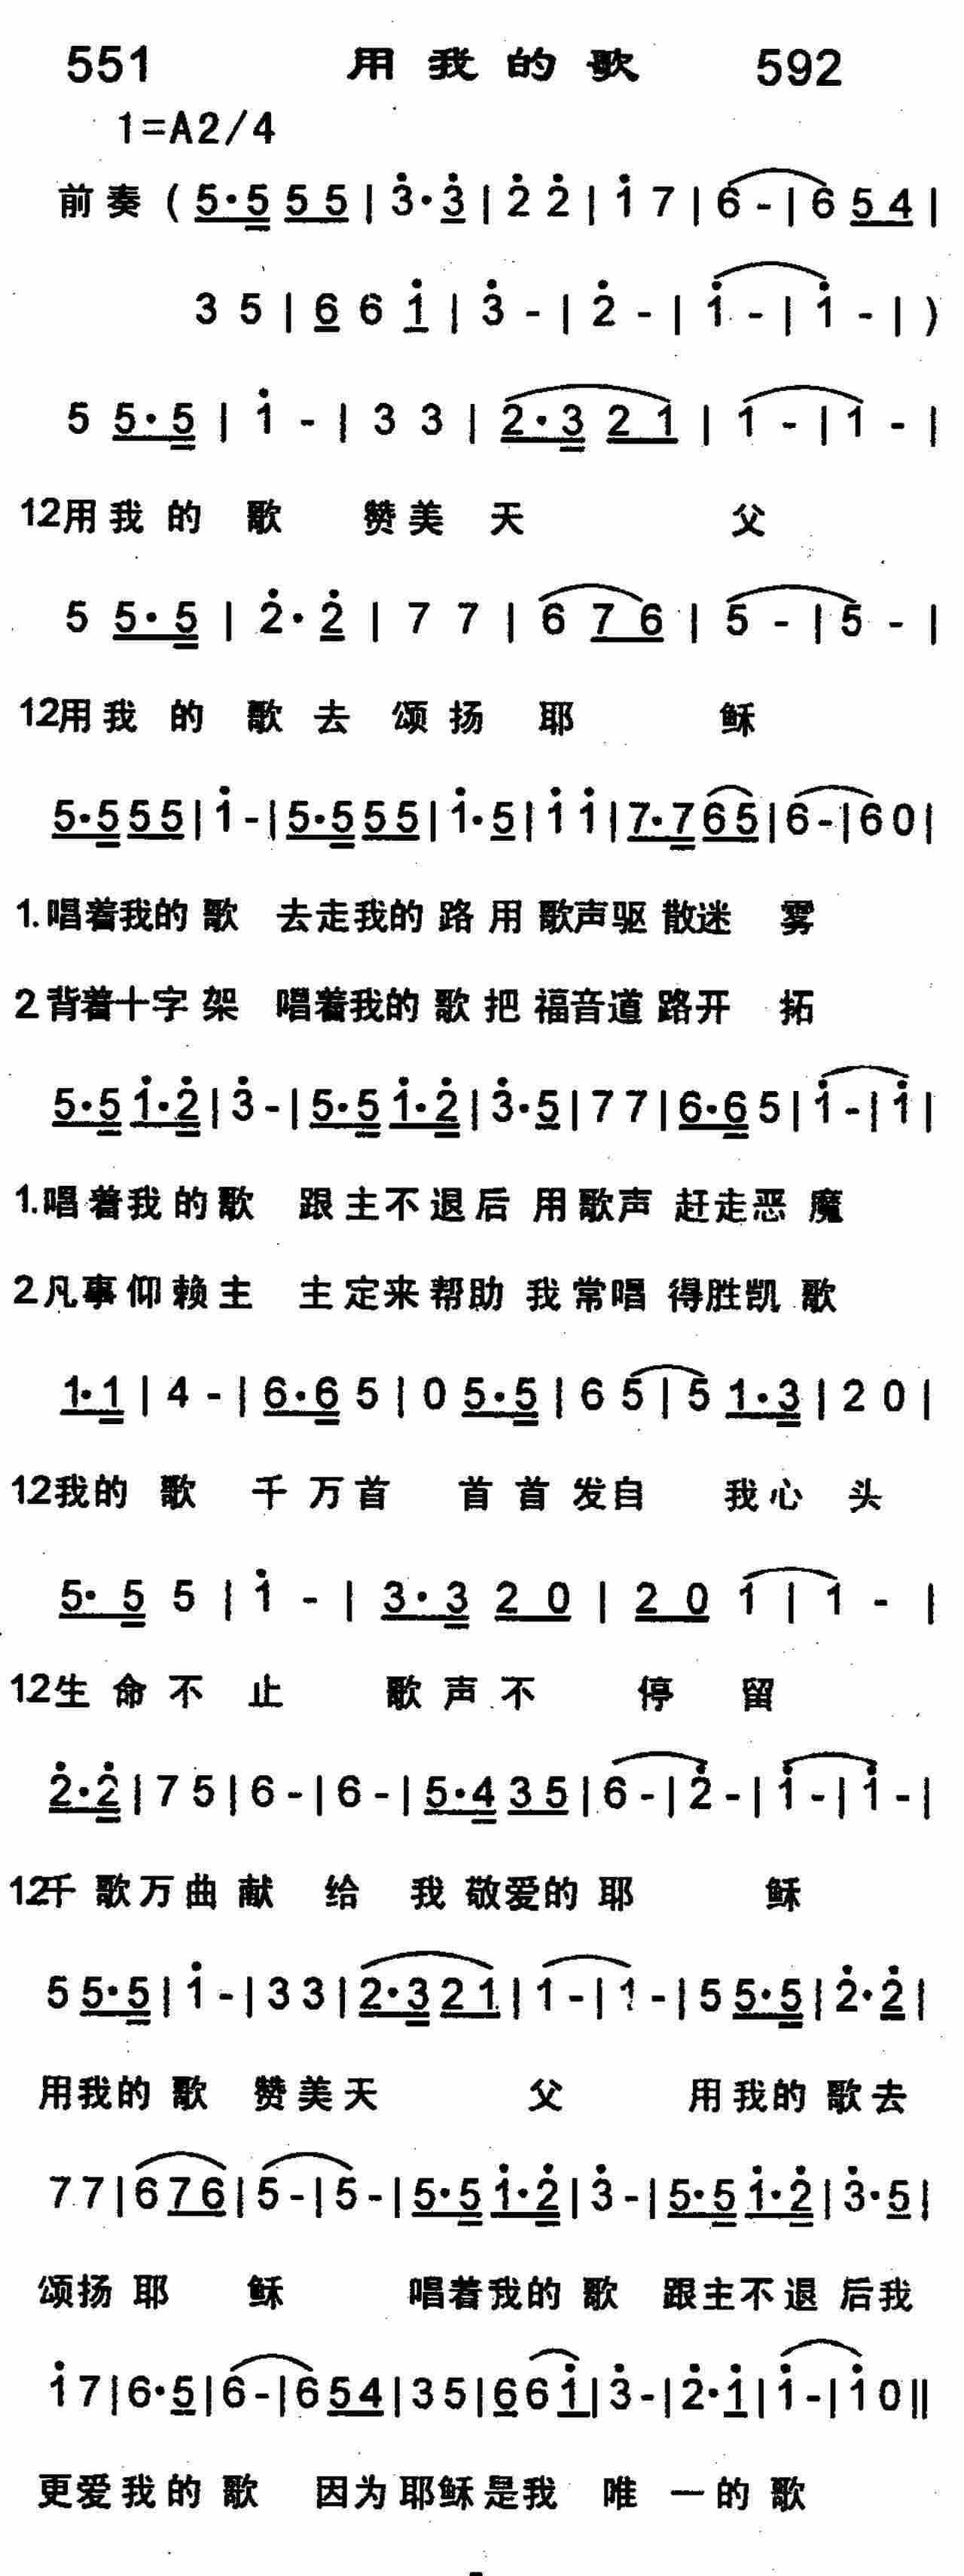 551 用我的歌 592
1=A2/4
前奏(5·5 5 5|3·3|2 2|1 7|6 -|6 5 4|
3 5|6 6 1|3 -|2 -|1 -|1 -|)
5 5·5|1 -|3 3|2·3 2 1|1 -|1 -|
12用我的歌 赞美天 父
5 5·5|2·2|7 7|6 7 6|5 -|5 -|
12用我的歌去颂扬耶 稣
5·5 5 5|1 -|5·5 5 5|1·5|1 1|7·7 6 5|6 -|6 0|
1.唱着我的歌 去走我的路用歌声驱散迷 雾
2背着十字架 唱着我的歌把福音道路开 拓
5·5 1·2|3 -|5·5 1·2|3·5|7 7|6·6 5|1 -|1|
1.唱着我的歌 跟主不退后用歌声赶走恶魔
2凡事仰赖主 主定来帮助我常唱得胜凯歌
1·1|4 -|6·6 5|0 5·5|6 5|5 1·3|2 0|
12我的歌 千万首 首首发自 我心头
5·5 5|1 -|3·3 2 0|2 0 1|1 -|
12生命不止 歌声不 停留
2·2|7 5|6 -|6 -|5·4 3 5|6 -|2 -|1 -|1 -|
12千歌万曲献 给 我敬爱的耶 稣
5 5·5|1 -|3 3|2·3 2 1|1 -|1 -|5 5·5|2·2|
用我的歌 赞美天 父 用我的歌去
7 7|6 7 6|5 -|5 -|5·5 1·2|3 -|5·5 1·2|3·5|
颂扬耶 稣 唱着我的歌 跟主不退后我
1 7|6·5|6 -|6 5 4|3 5|6 6 1|3 -|2·1|1 -|1 0||
更爱我的歌 因为耶稣是我 唯一的歌